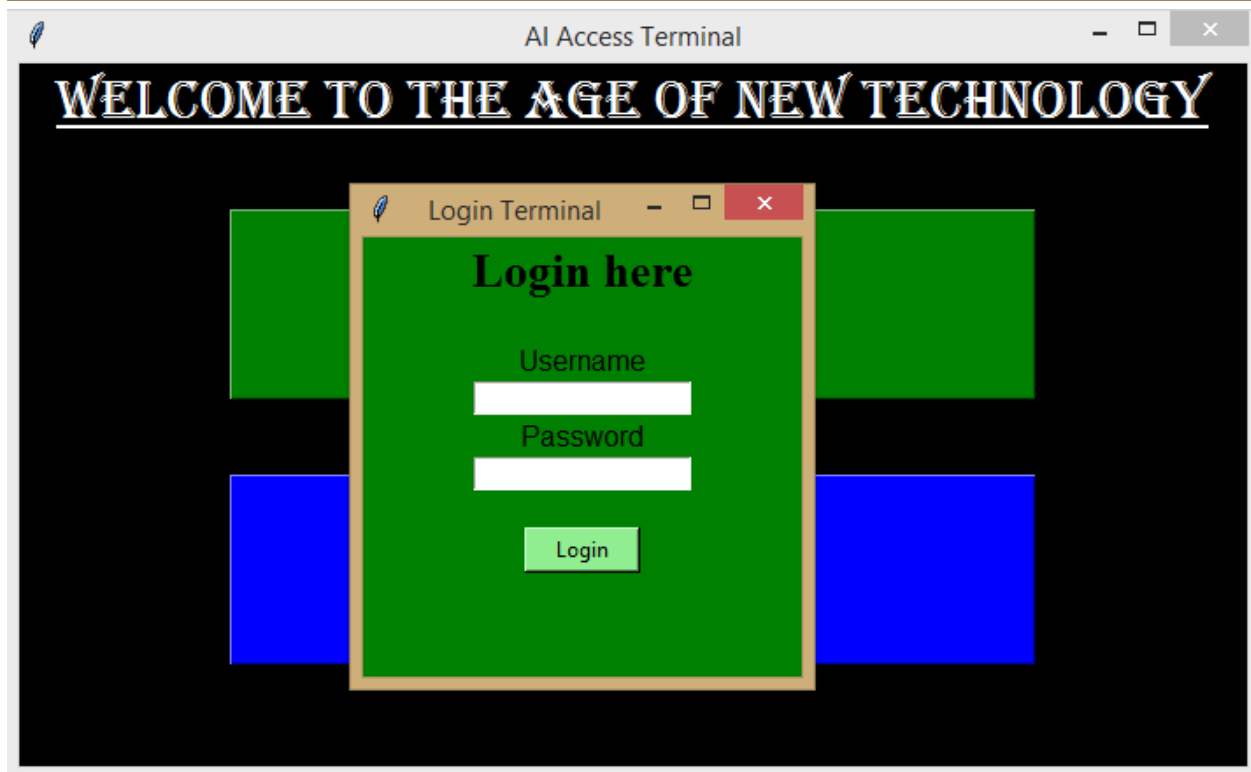 AI Access Terminal
WELCOME TO THE AGE OF NEW TECHNOLOGY
Login Terminal
Login here
Username
Password
Login